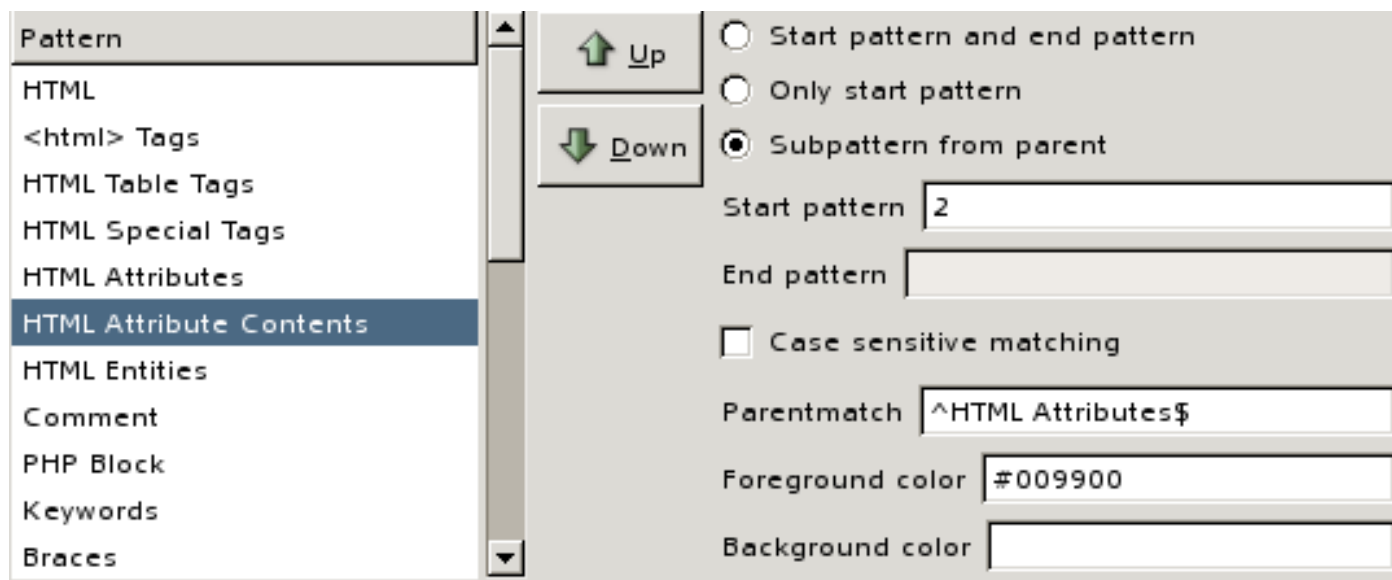 Pattern
HTML
<html> Tags
HTML Table Tags
HTML Special Tags
HTML Attributes
HTML Attribute Contents
HTML Entities
Comment
PHP Block
Keywords
Braces
Up
Down
Start pattern and end pattern
Only start pattern
Subpattern from parent
Start pattern 2
End pattern
Case sensitive matching
Parentmatch ^HTML Attributes$
Foreground color #009900
Background color